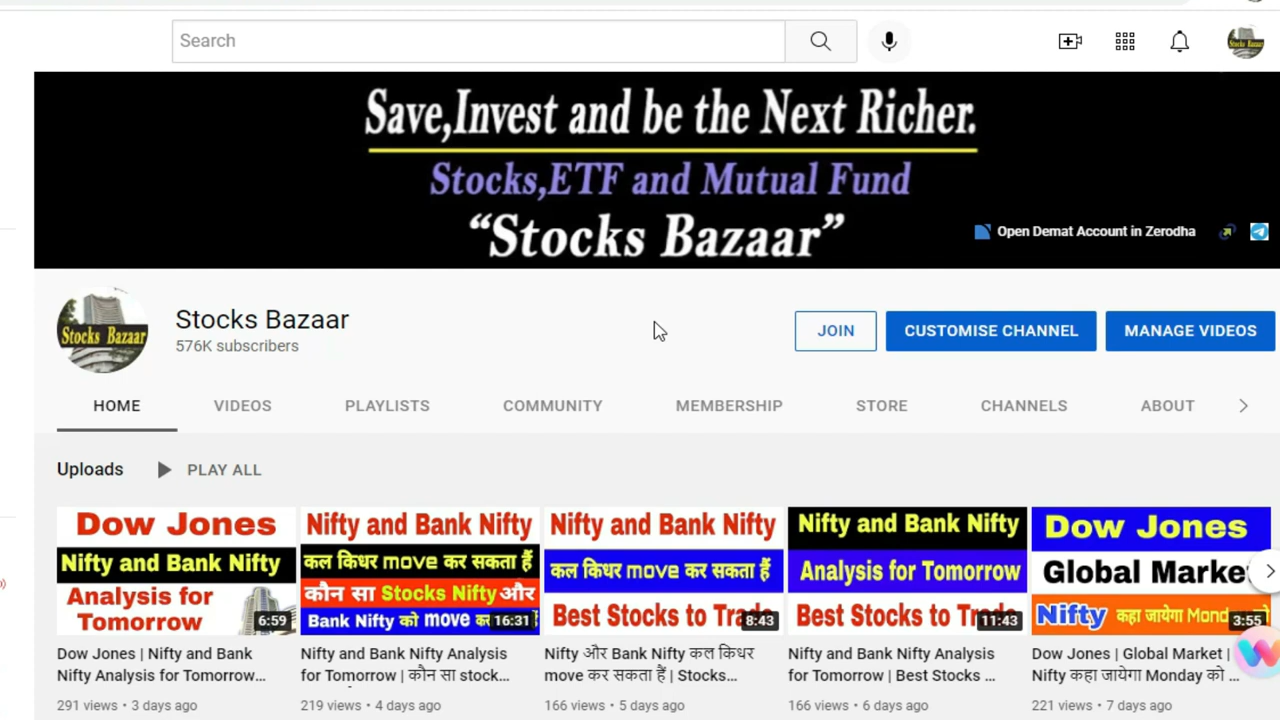 Search
Save,Invest and be the Next Richer.
Stocks,ETF and Mutual Fund
“Stocks Bazaar”
Open Demat Account in Zerodha
Stocks Bazaar
Stocks Bazaar
576K subscribers
JOIN
CUSTOMISE CHANNEL
MANAGE VIDEOS
HOME
VIDEOS
PLAYLISTS
COMMUNITY
MEMBERSHIP
STORE
CHANNELS
ABOUT
Uploads
PLAY ALL
Dow Jones
Nifty and Bank Nifty
Analysis for
Tomorrow
6:59
Nifty and Bank Nifty
कल किधर move कर सकता हैं
कौन सा Stocks Nifty और
Bank Nifty को move
16:31
Nifty and Bank Nifty
कल किधर move कर सकता हैं
Best Stocks to
8:43
Nifty and Bank Nifty
Analysis for Tomorrow
Best Stocks to
11:43
Dow Jones
Global Marke
Nifty कहा जायेगा
3:55
Dow Jones | Nifty and Bank
Nifty Analysis for Tomorrow...
291 views • 3 days ago
Nifty and Bank Nifty Analysis
for Tomorrow | कौन सा stock...
219 views • 4 days ago
Nifty और Bank Nifty कल किधर
move कर सकता हैं | Stocks...
166 views • 5 days ago
Nifty and Bank Nifty Analysis
for Tomorrow | Best Stocks ...
166 views • 6 days ago
Dow Jones | Global Market |
Nifty कहा जायेगा Monday को ...
221 views • 7 days ago